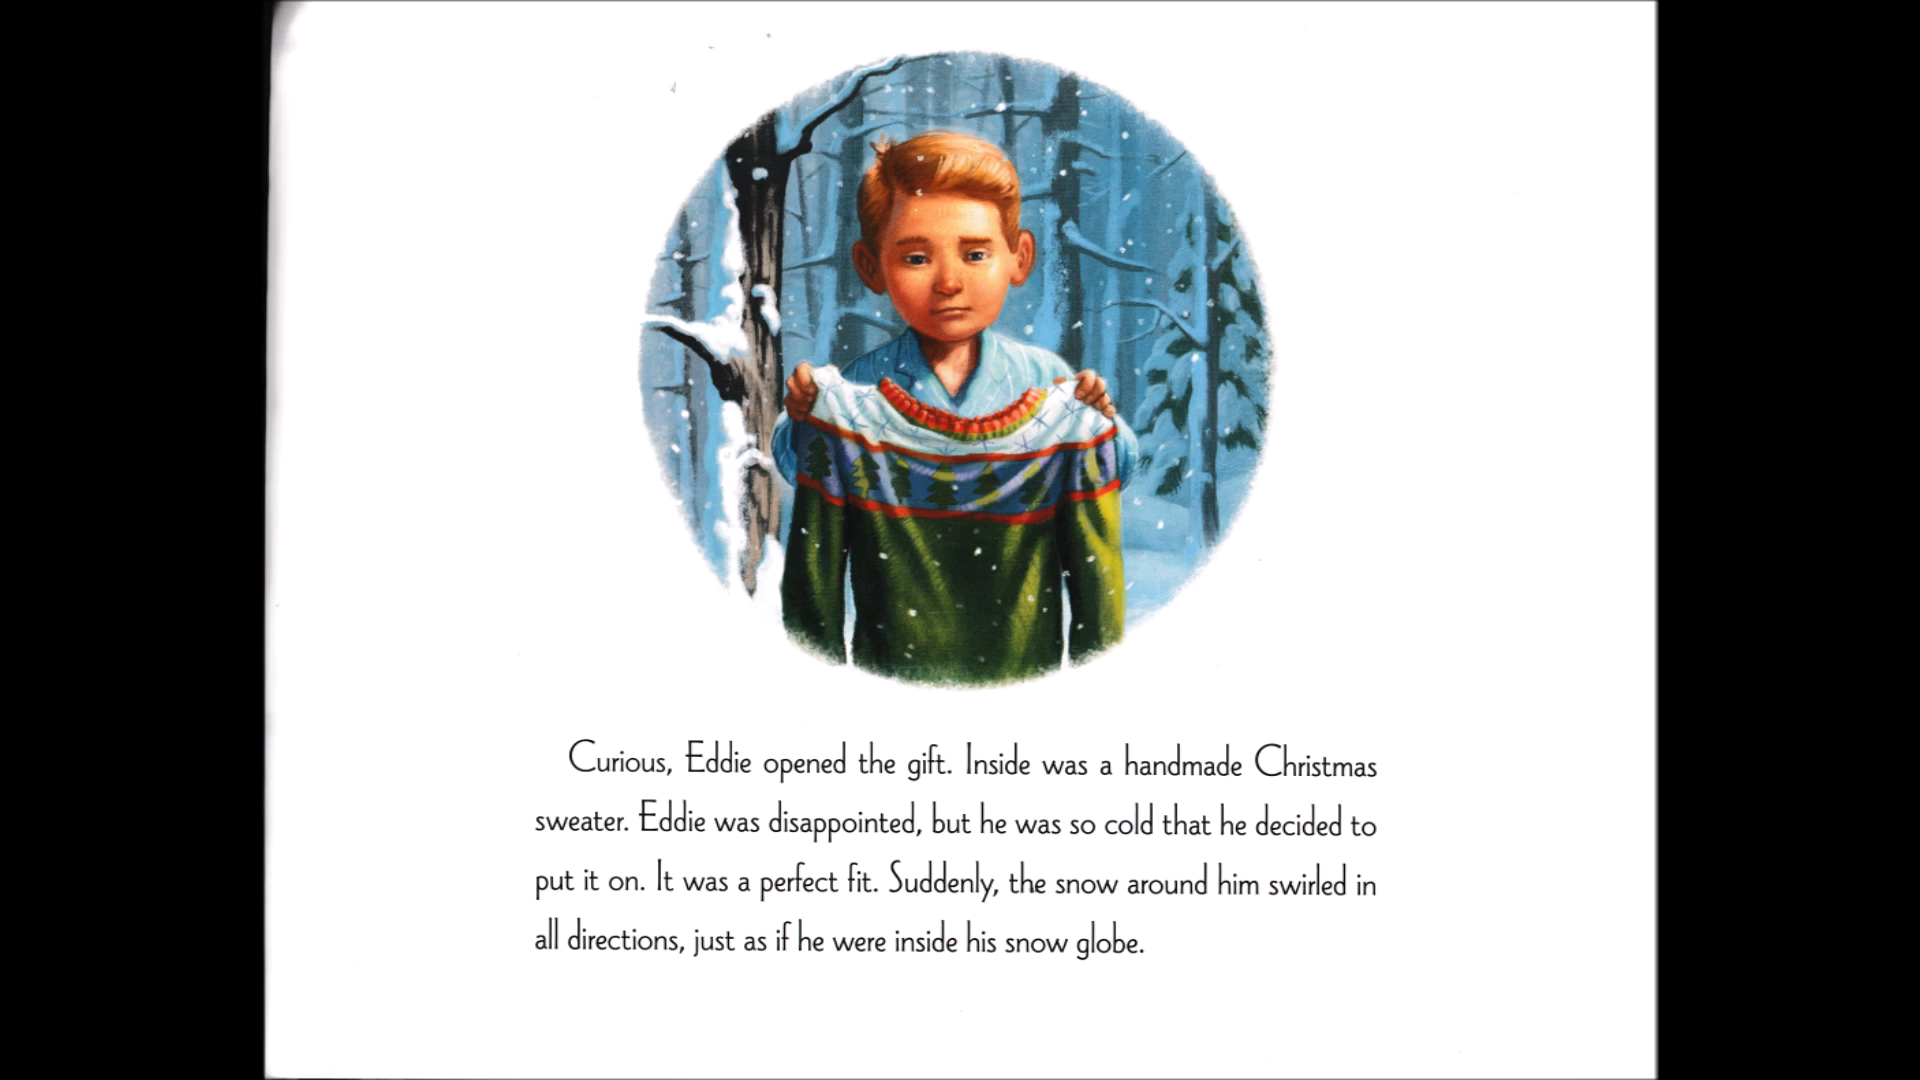 Curious, Eddie opened the gift. Inside was a handmade Christmas
sweater. Eddie was disappointed, but he was so cold that he decided to
put it on. It was a perfect fit. Suddenly, the snow around him swirled in
all directions, just as if he were inside his snow globe.